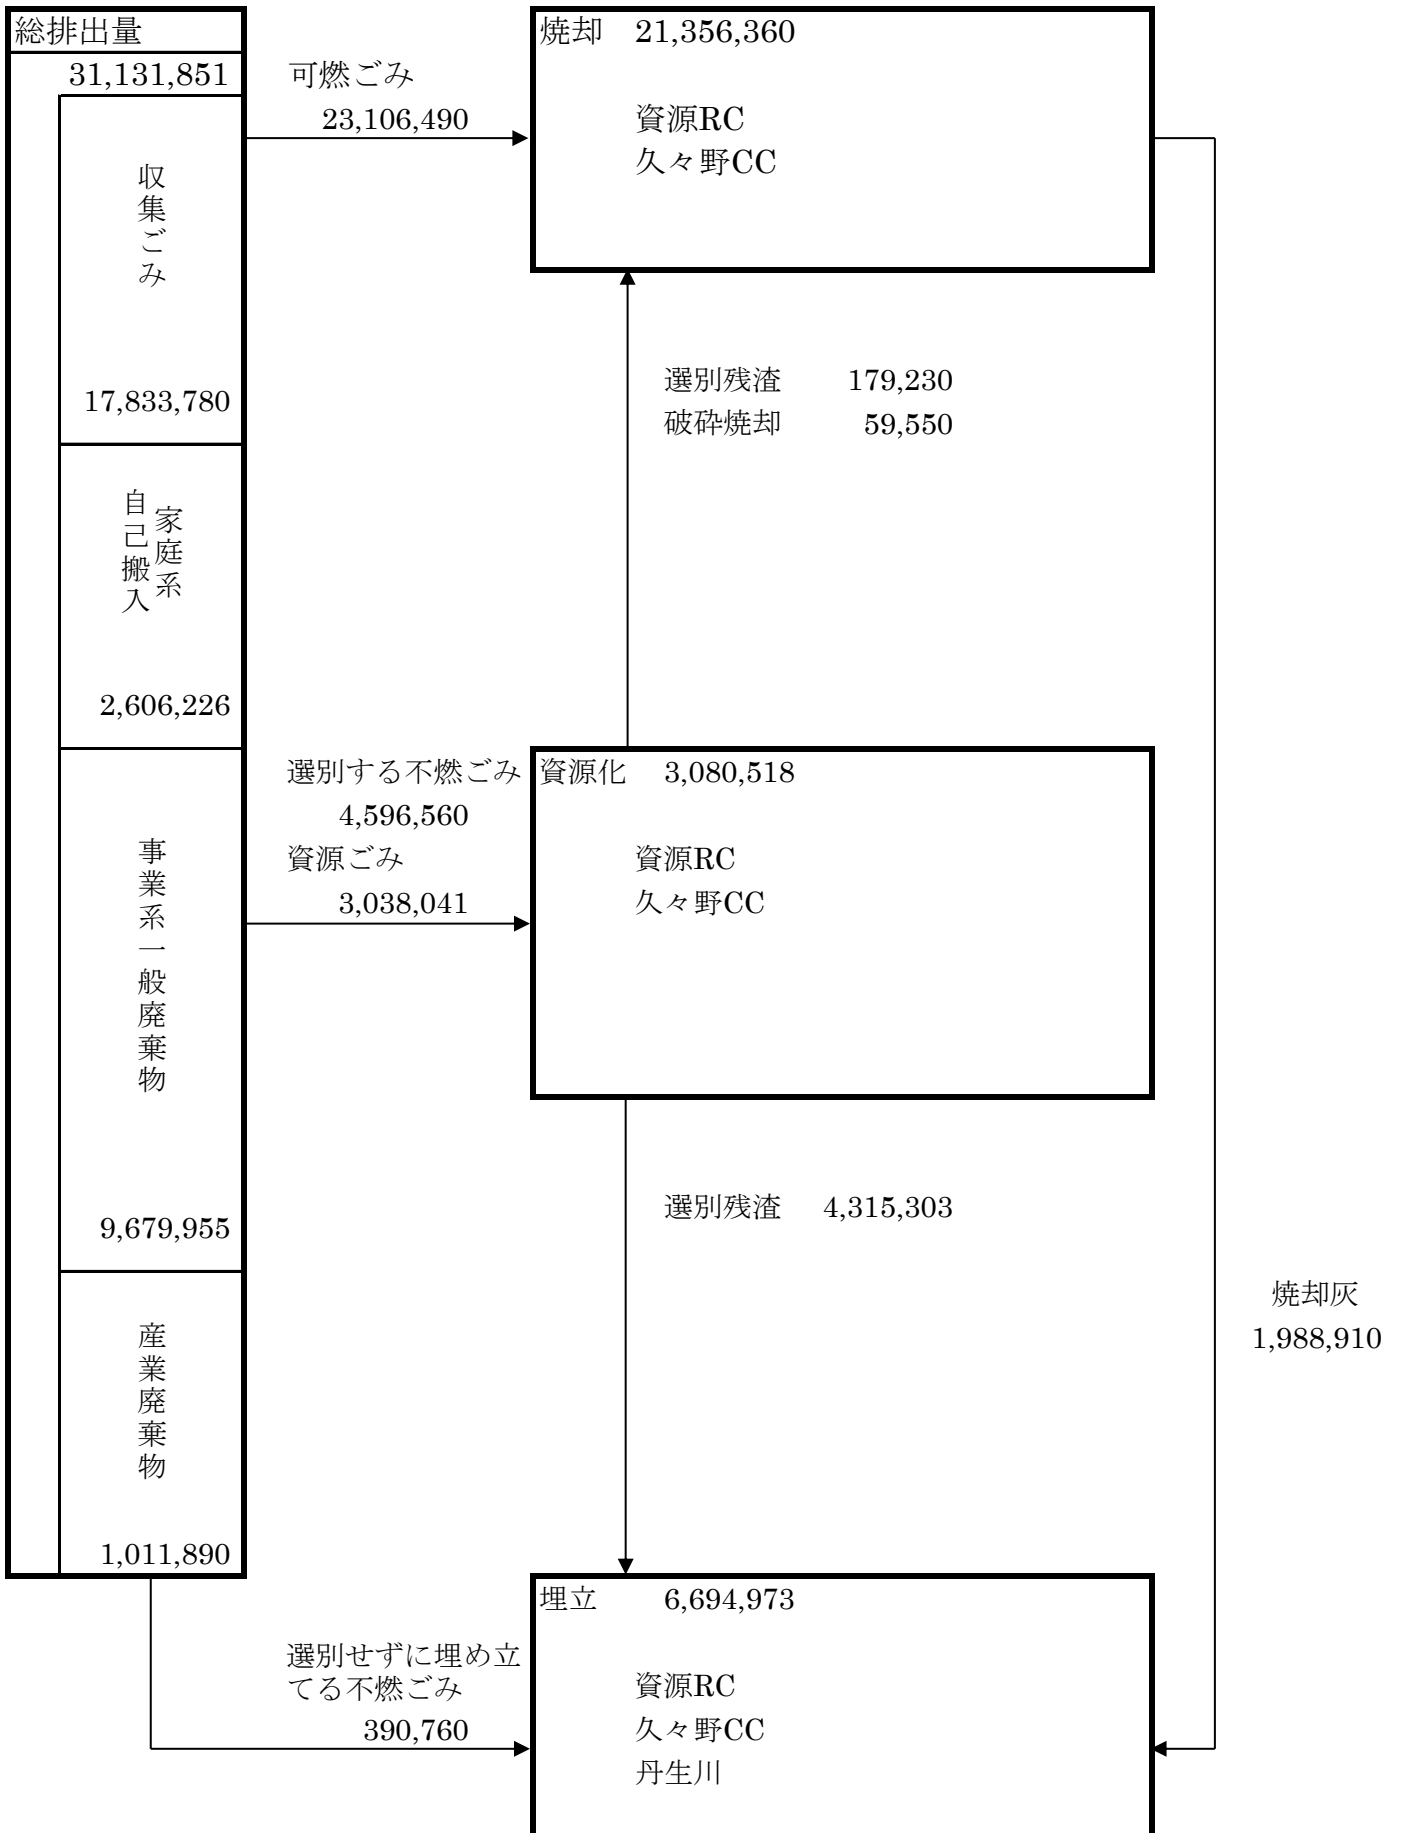 総排出量
31,131,851
収集ごみ
17,833,780
家庭系
自己搬入
2,606,226
事業系一般廃棄物
9,679,955
産業廃棄物
1,011,890
可燃ごみ
23,106,490
焼却 21,356,360
資源RC
久々野CC
選別残渣 179,230
破砕焼却 59,550
選別する不燃ごみ
4,596,560
資源ごみ
3,038,041
資源化 3,080,518
資源RC
久々野CC
選別残渣 4,315,303
焼却灰
1,988,910
選別せずに埋め立
てる不燃ごみ
390,760
埋立 6,694,973
資源RC
久々野CC
丹生川